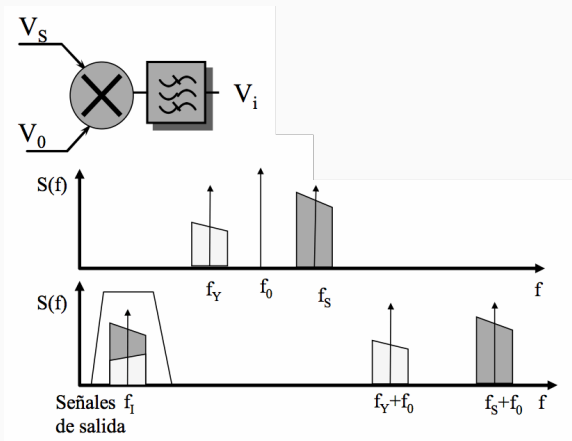 V_S
V_0
V_i
S(f)
f_Y f_0 f_S f
S(f)
Señales f_I f_Y+f_0 f_S+f_0 f
de salida